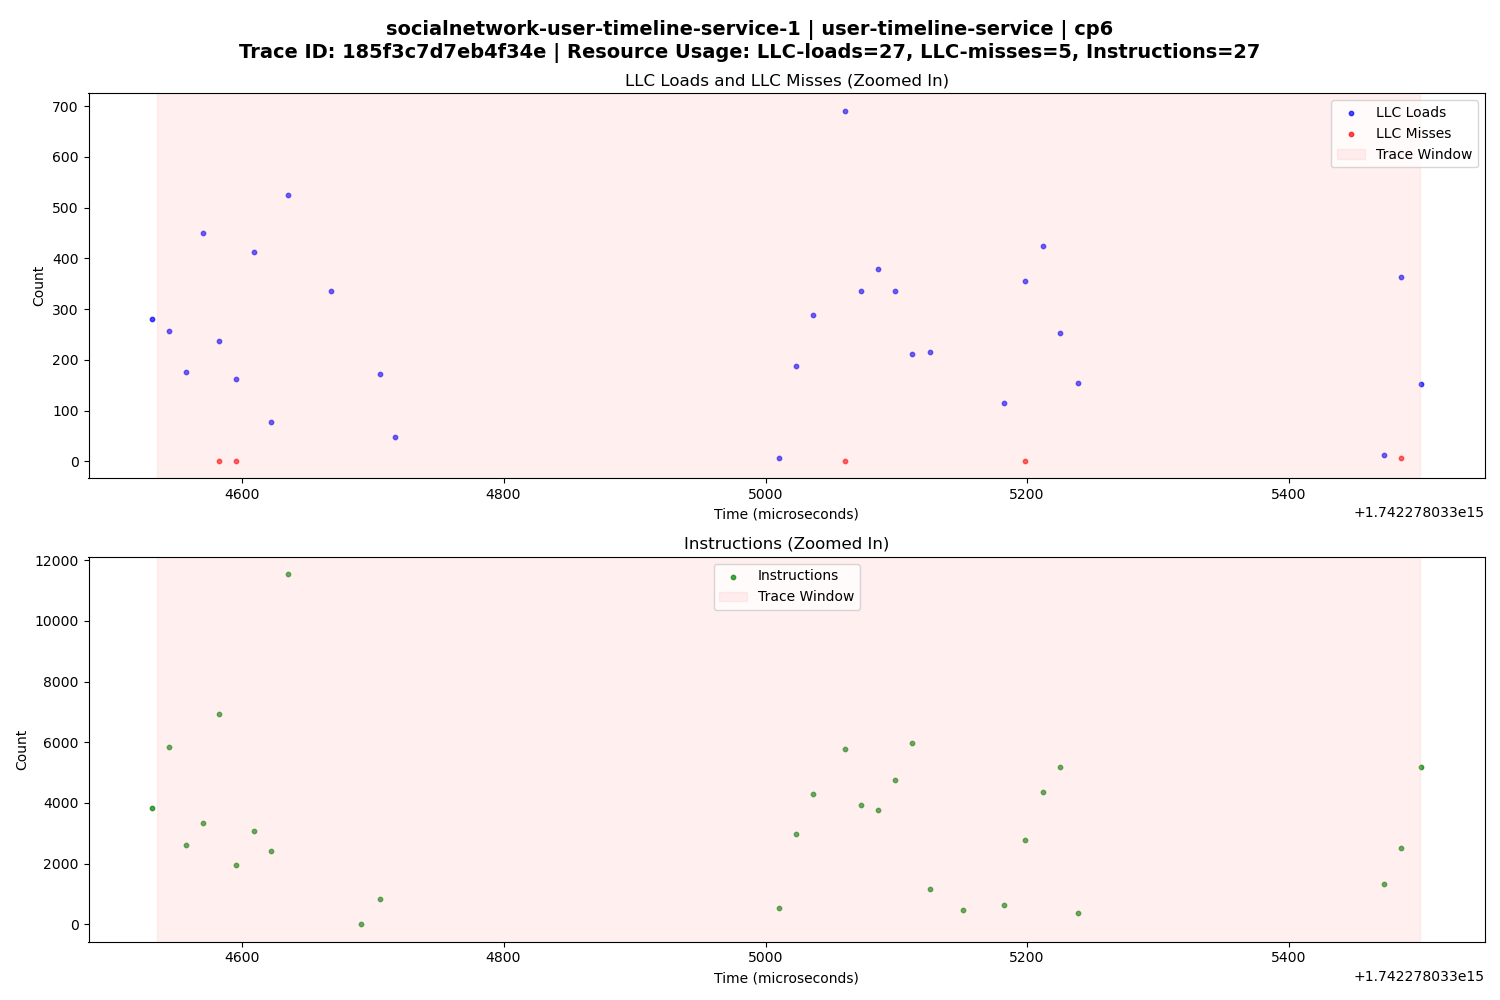 socialnetwork-user-timeline-service-1 | user-timeline-service | cp6
Trace ID: 185f3c7d7eb4f34e | Resource Usage: LLC-loads=27, LLC-misses=5, Instructions=27
LLC Loads and LLC Misses (Zoomed In)
700
600
500
400
300
200
100
0
Count
LLC Loads
LLC Misses
Trace Window
4600
4800
5000
5200
5400
Time (microseconds)
+1.742278033e15
Instructions (Zoomed In)
12000
10000
8000
6000
4000
2000
0
Count
Instructions
Trace Window
4600
4800
5000
5200
5400
Time (microseconds)
+1.742278033e15